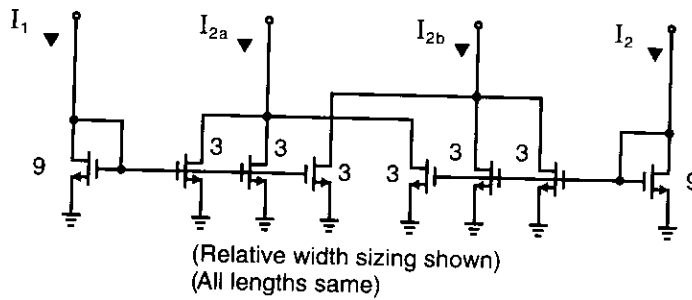 I₁ I₂ₐ I₂b I₂
9 3 3 3 3 3 3 9
(Relative width sizing shown)
(All lengths same)